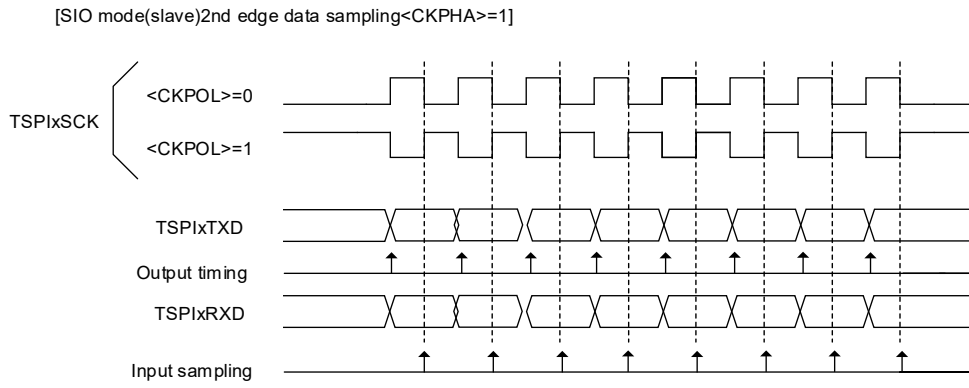 [SIO mode(slave)2nd edge data sampling<CKPHA>=1]
<CKPOL>=0
TSPIxSCK
<CKPOL>=1
TSPIxTXD
Output timing
TSPIxRXD
Input sampling